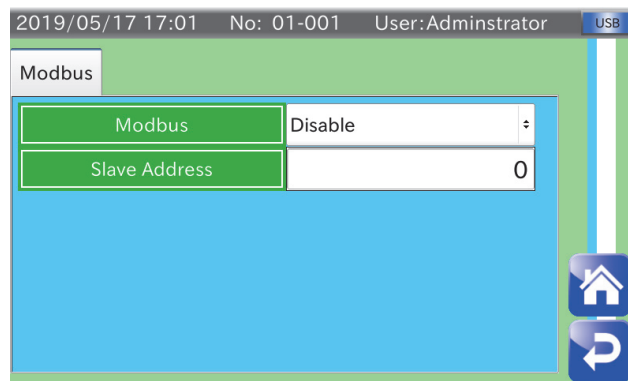 2019/05/17 17:01 No: 01-001 User:Adminstrator USB
Modbus
Modbus Disable
Slave Address 0